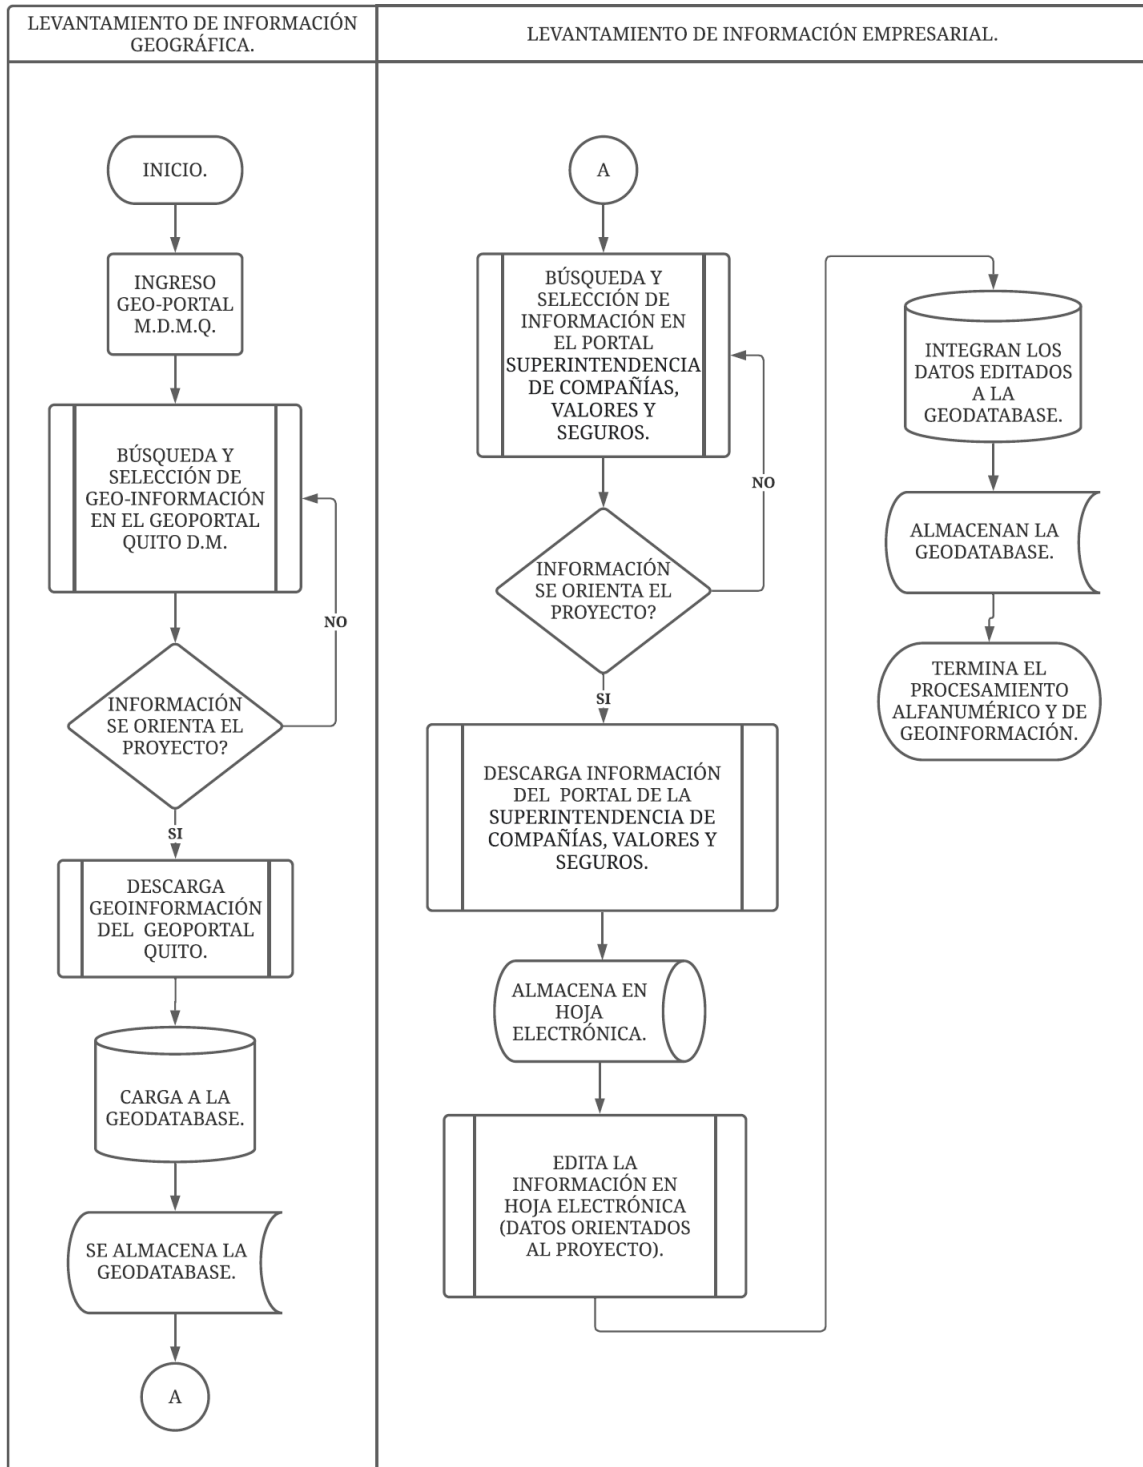 LEVANTAMIENTO DE INFORMACIÓN
GEOGRÁFICA.
LEVANTAMIENTO DE INFORMACIÓN EMPRESARIAL.
INICIO.
INGRESO
GEO-PORTAL
M.D.M.Q.
BÚSQUEDA Y
SELECCIÓN DE
GEO-INFORMACIÓN
EN EL GEOPORTAL
QUITO D.M.
NO
INFORMACIÓN
SE ORIENTA EL
PROYECTO?
SI
DESCARGA
GEOINFORMACIÓN
DEL GEOPORTAL
QUITO.
CARGA A LA
GEODATABASE.
SE ALMACENA LA
GEODATABASE.
A
A
BÚSQUEDA Y
SELECCIÓN DE
INFORMACIÓN EN
EL PORTAL
SUPERINTENDENCIA
DE COMPAÑÍAS,
VALORES Y
SEGUROS.
NO
INFORMACIÓN
SE ORIENTA EL
PROYECTO?
SI
DESCARGA INFORMACIÓN
DEL PORTAL DE LA
SUPERINTENDENCIA DE
COMPAÑÍAS, VALORES Y
SEGUROS.
ALMACENA EN
HOJA
ELECTRÓNICA.
EDITA LA
INFORMACIÓN EN
HOJA ELECTRÓNICA
(DATOS ORIENTADOS
AL PROYECTO).
INTEGRAN LOS
DATOS EDITADOS
A LA
GEODATABASE.
ALMACENAN LA
GEODATABASE.
TERMINA EL
PROCESAMIENTO
ALFANUMÉRICO Y DE
GEOINFORMACIÓN.